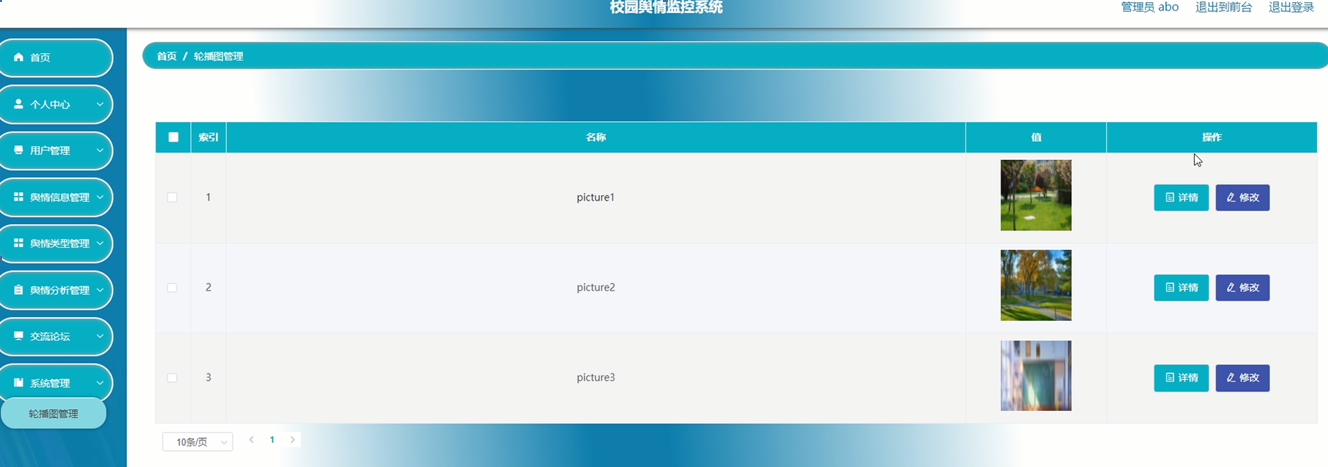 校园舆情监控系统
管理员 abo 退出到前台 退出登录
首页
个人中心
用户管理
舆情信息管理
舆情类型管理
舆情分析管理
交流论坛
系统管理
轮播图管理
首页 / 轮播图管理
索引 名称 值 操作
1 picture1 详情 修改
2 picture2 详情 修改
3 picture3 详情 修改
10条/页 1